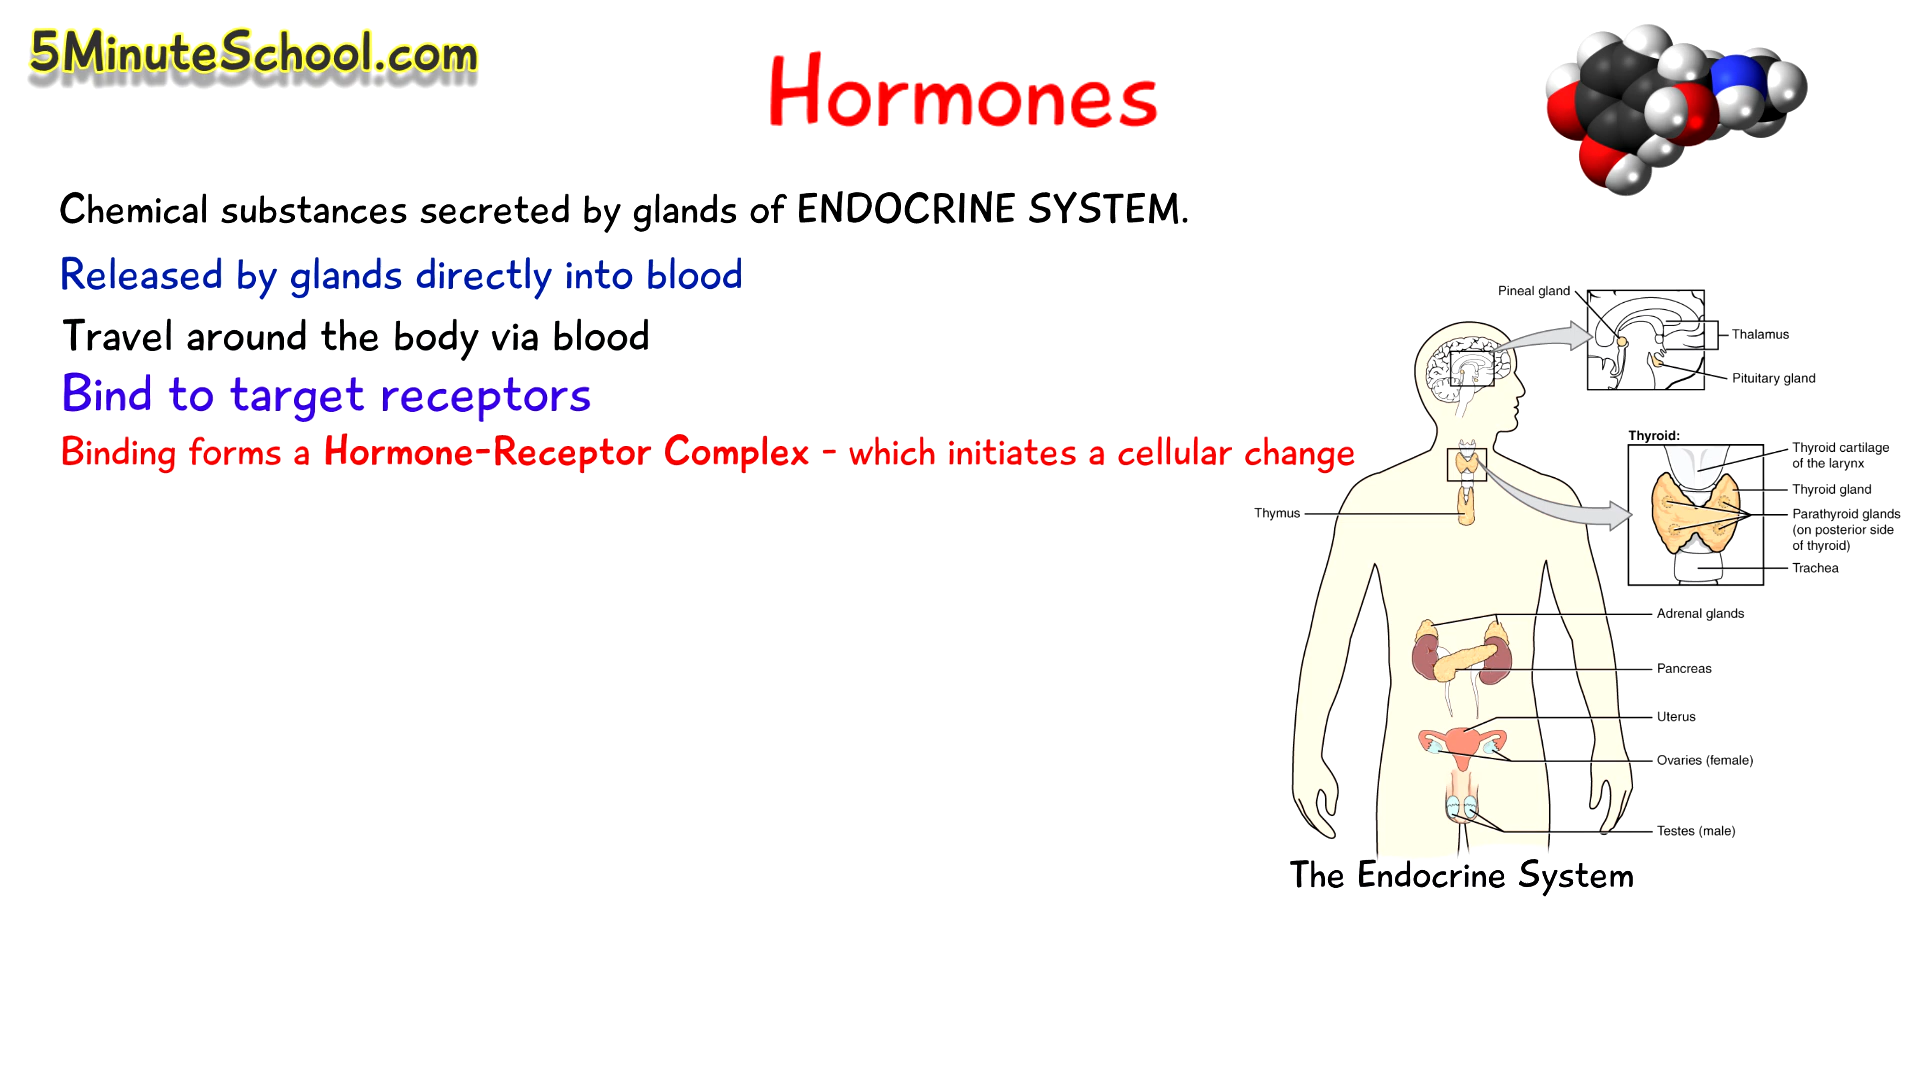 5MinuteSchool.com
Hormones
Chemical substances secreted by glands of ENDOCRINE SYSTEM.
Released by glands directly into blood
Travel around the body via blood
Bind to target receptors
Binding forms a Hormone-Receptor Complex - which initiates a cellular change
Pineal gland
Thalamus
Pituitary gland
Thyroid:
Thyroid cartilage
of the larynx
Thyroid gland
Parathyroid glands
(on posterior side
of thyroid)
Trachea
Thymus
Adrenal glands
Pancreas
Uterus
Ovaries (female)
Testes (male)
The Endocrine System